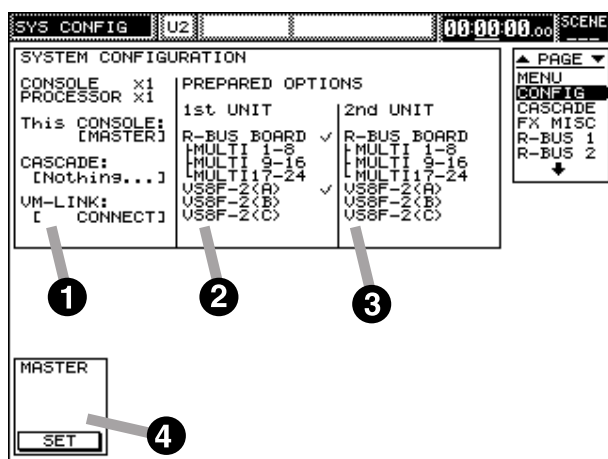 SYS CONFIG U2 00:00:00.00 SCENE
___
SYSTEM CONFIGURATION
CONSOLE x1
PROCESSOR x1
This CONSOLE:
[MASTER]
CASCADE:
[Nothing...]
VM-LINK:
[ CONNECT]
PREPARED OPTIONS
1st UNIT
R-BUS BOARD ✓
MULTI 1-8
MULTI 9-16
MULTI17-24
VS8F-2(A) ✓
VS8F-2(B)
VS8F-2(C)
2nd UNIT
R-BUS BOARD
MULTI 1-8
MULTI 9-16
MULTI17-24
VS8F-2(A)
VS8F-2(B)
VS8F-2(C)
▲ PAGE ▼
MENU
CONFIG
CASCADE
FX MISC
R-BUS 1
R-BUS 2
1
2
3
MASTER
SET
4